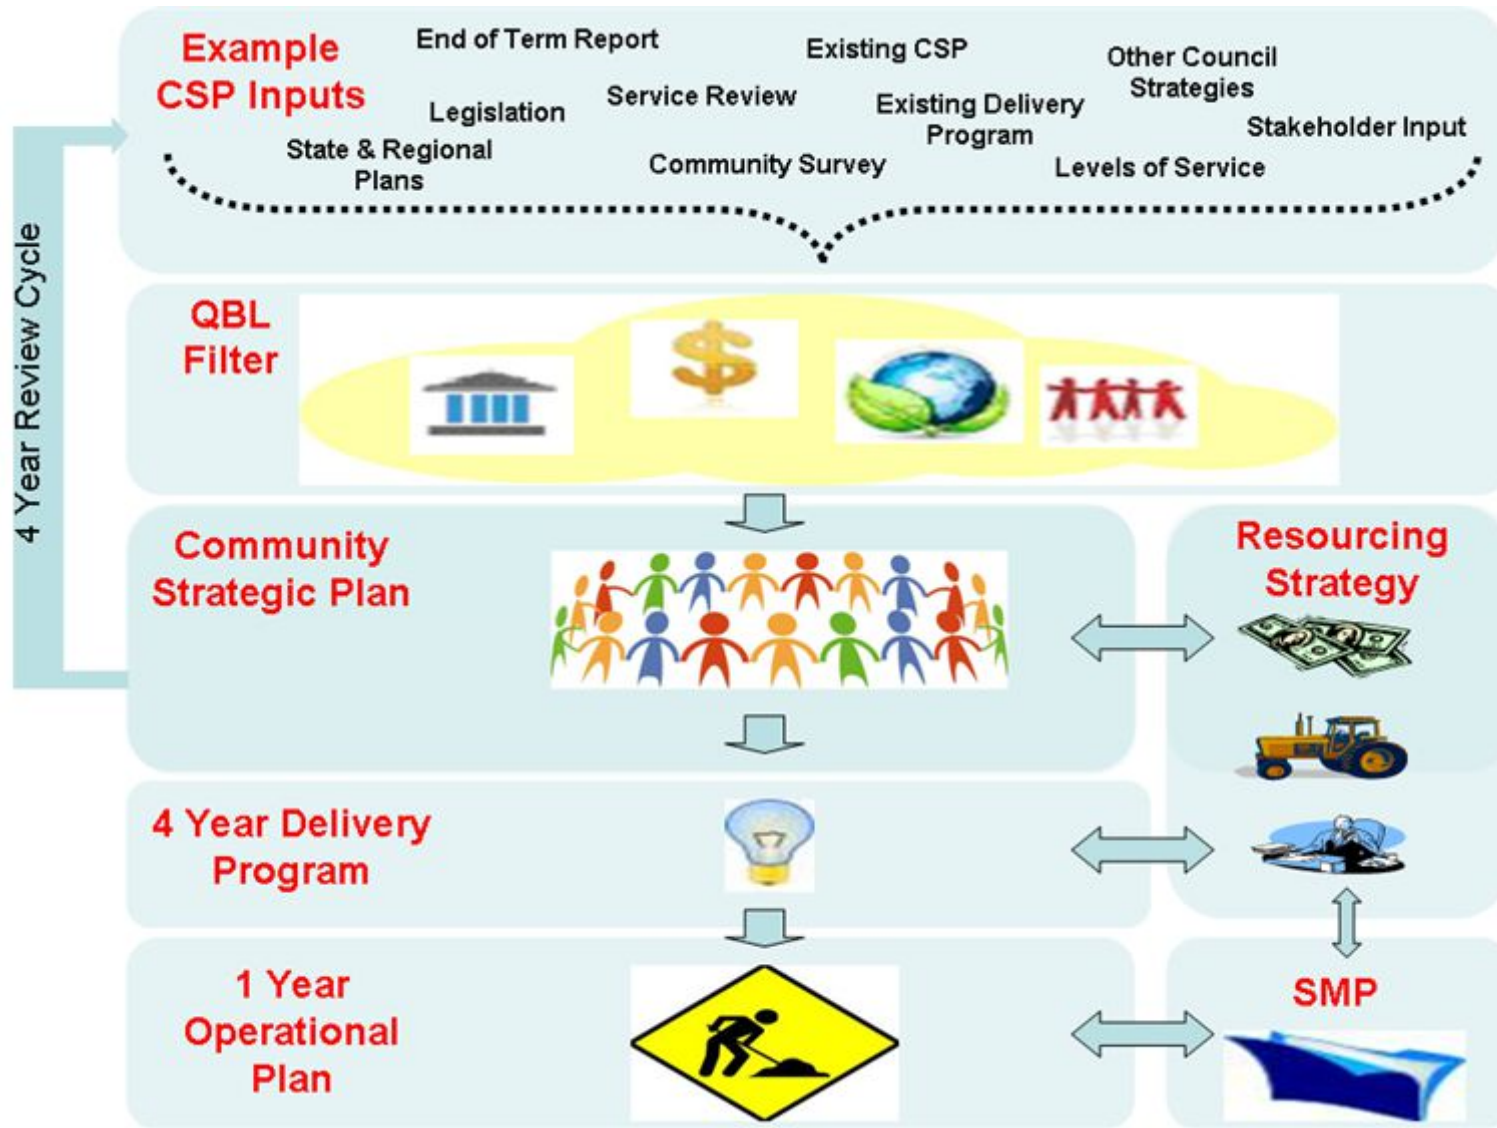 Example
CSP Inputs
End of Term Report
Existing CSP
Other Council
Strategies
Legislation
Service Review
Existing Delivery
Program
Stakeholder Input
State & Regional
Plans
Community Survey
Levels of Service
4 Year Review Cycle
QBL
Filter
$
Community
Strategic Plan
Resourcing
Strategy
4 Year Delivery
Program
1 Year
Operational
Plan
SMP